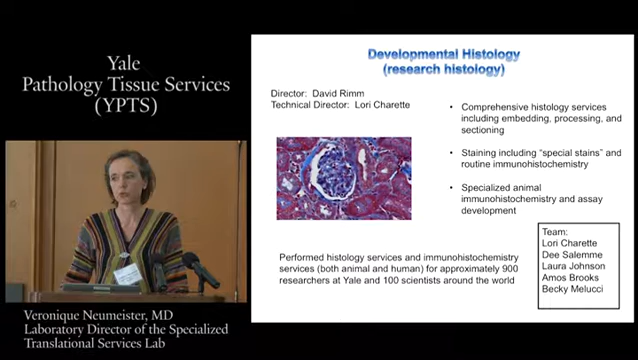 Yale
Pathology Tissue Services
(YPTS)
Veronique Neumeister, MD
Laboratory Director of the Specialized
Translational Services Lab
Developmental Histology
(research histology)
Director: David Rimm
Technical Director: Lori Charette
• Comprehensive histology services
including embedding, processing, and
sectioning
• Staining including “special stains” and
routine immunohistochemistry
• Specialized animal
immunohistochemistry and assay
development
Performed histology services and immunohistochemistry
services (both animal and human) for approximately 900
researchers at Yale and 100 scientists around the world
Team:
Lori Charette
Dee Salemme
Laura Johnson
Amos Brooks
Becky Melucci